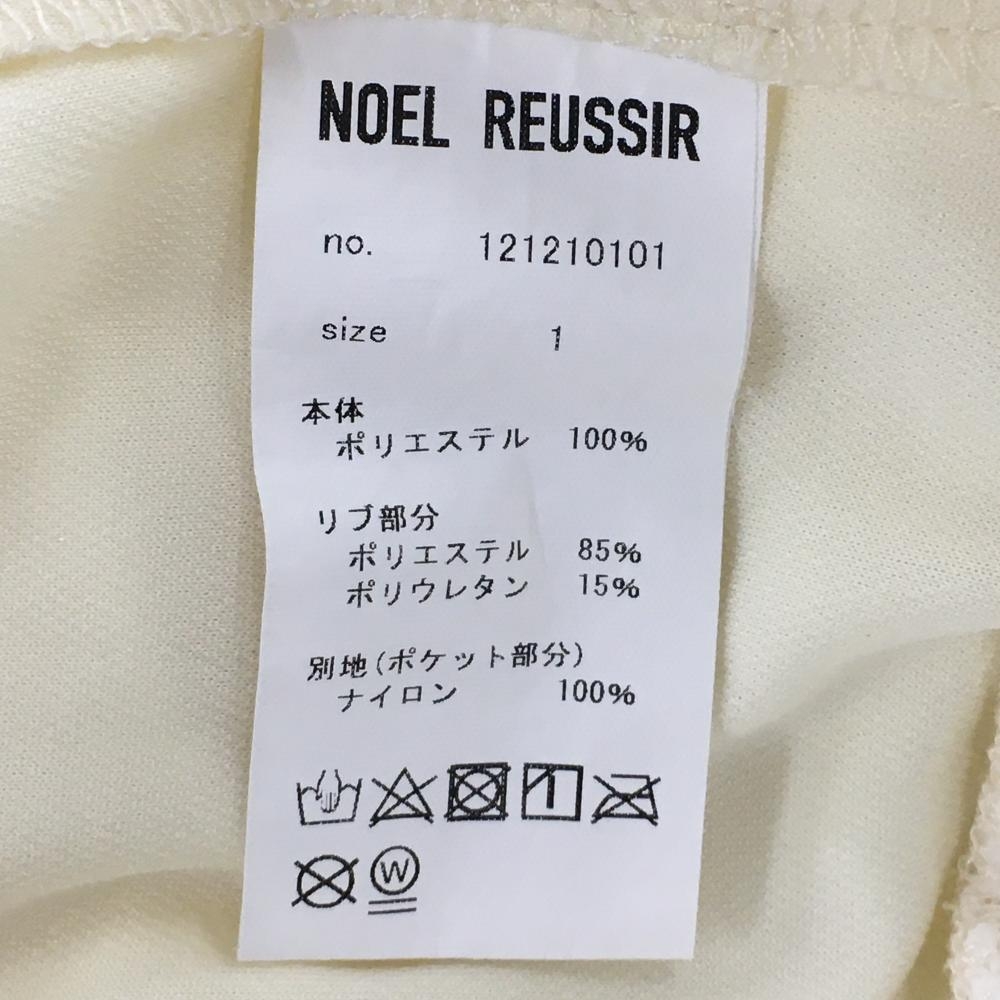 NOEL REUSSIR
no. 121210101
size 1
本体
ポリエステル 100%
リブ部分
ポリエステル 85%
ポリウレタン 15%
別地(ポケット部分)
ナイロン 100%
W